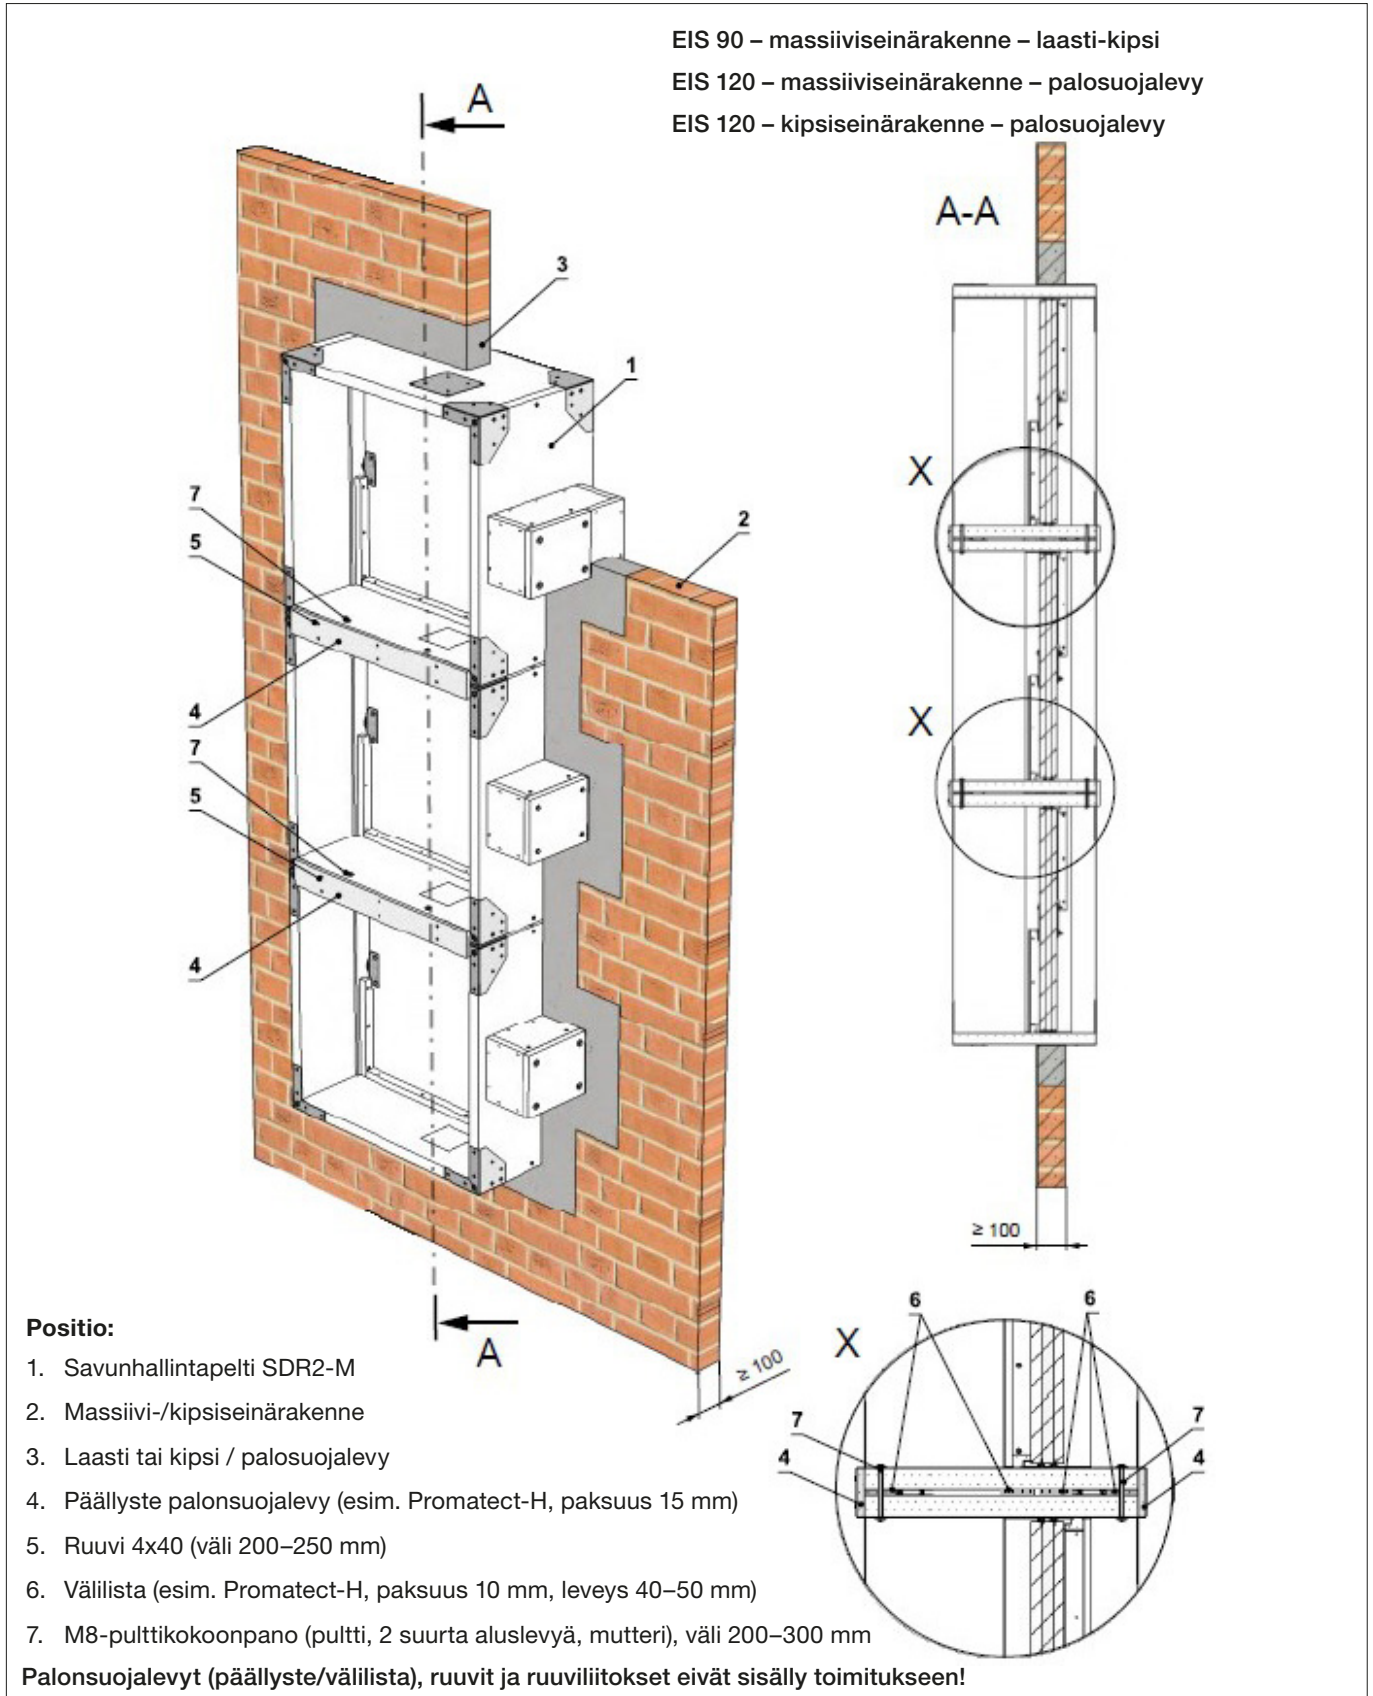 EIS 90 – massiiviseinärakenne – laasti-kipsi
EIS 120 – massiiviseinärakenne – palosuojalevy
EIS 120 – kipsiseinärakenne – palosuojalevy
A
A-A
3
1
X
7
2
5
4
X
7
5
4
≥ 100
6
6
A
X
≥ 100
7
7
4
4
Positio:
1. Savunhallintapelti SDR2-M
2. Massiivi-/kipsiseinärakenne
3. Laasti tai kipsi / palosuojalevy
4. Päällyste palonsuojalevy (esim. Promatect-H, paksuus 15 mm)
5. Ruuvi 4x40 (väli 200–250 mm)
6. Välilista (esim. Promatect-H, paksuus 10 mm, leveys 40–50 mm)
7. M8-pulttikokoonpano (pultti, 2 suurta aluslevyä, mutteri), väli 200–300 mm
Palonsuojalevyt (päällyste/välilista), ruuvit ja ruuviliitokset eivät sisälly toimitukseen!